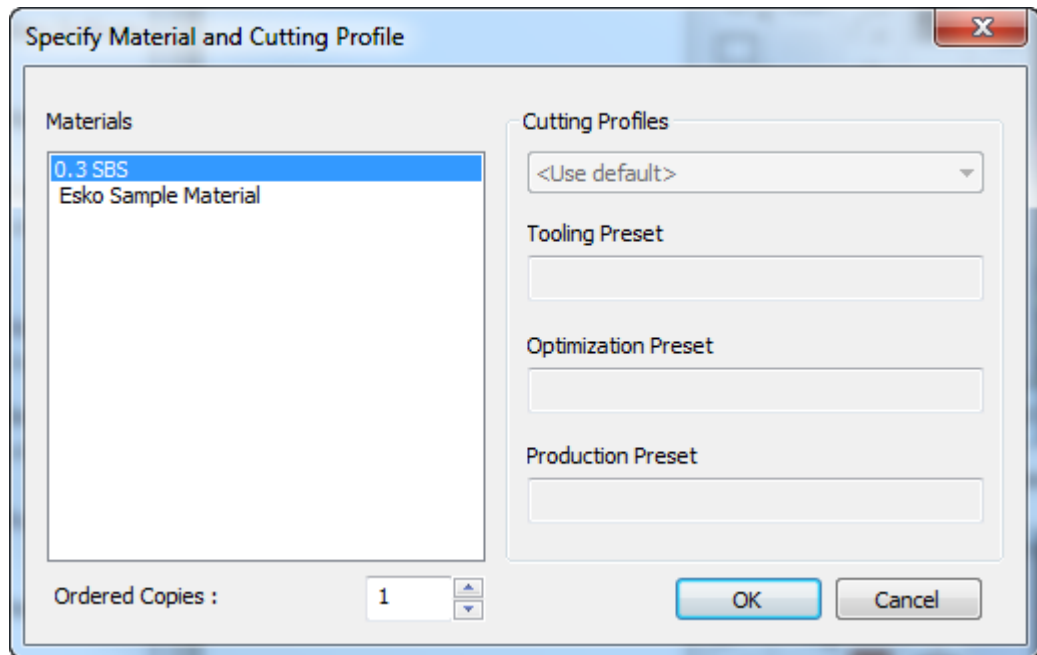 Specify Material and Cutting Profile
Materials
0.3 SBS
Esko Sample Material
Cutting Profiles
<Use default>
Tooling Preset
Optimization Preset
Production Preset
Ordered Copies :
1
OK
Cancel